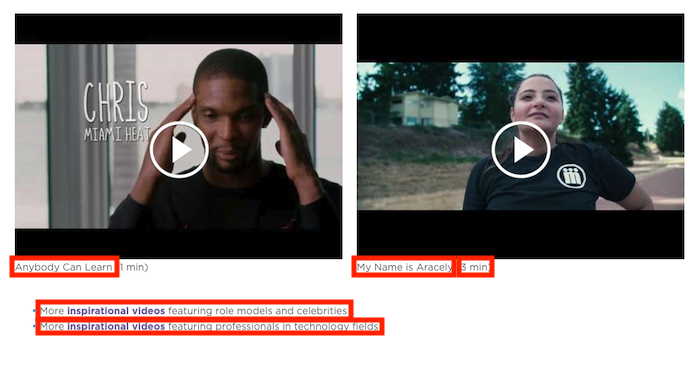 CHRIS
MIAMI HEAT
Anybody Can Learn (1 min)
My Name is Aracely (3 min)
• More inspirational videos featuring role models and celebrities
• More inspirational videos featuring professionals in technology fields